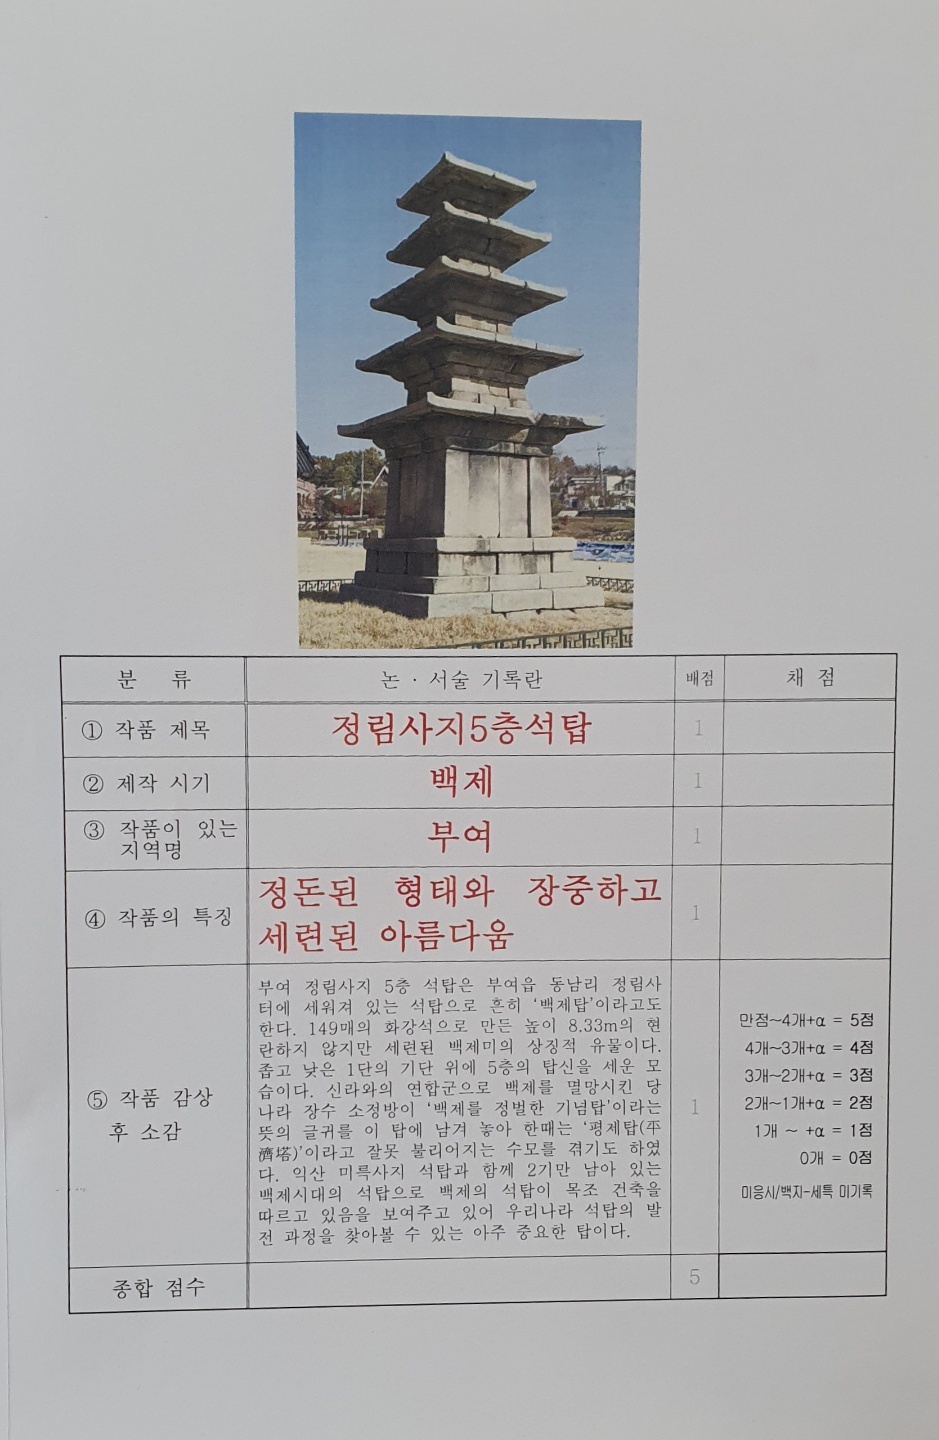 분 류 논·서술 기록란 배점 채 점
① 작품 제목 정림사지5층석탑 1
② 제작 시기 백제 1
③ 작품이 있는 지역명 부여 1
④ 작품의 특징 1
정돈된 형태와 장중하고
세련된 아름다움
⑤ 작품 감상
후 소감
부여 정림사지 5층 석탑은 부여읍 동남리 정림사
터에 세워져 있는 석탑으로 흔히 ‘백제탑’이라고도
한다. 149매의 화강석으로 만든 높이 8.33m의 현
란하지 않지만 세련된 백제미의 상징적 유물이다.
좁고 낮은 1단의 기단 위에 5층의 탑신을 세운 모
습이다. 신라와의 연합군으로 백제를 멸망시킨 당
나라 장수 소정방이 ‘백제를 정벌한 기념탑’이라는
뜻의 글귀를 이 탑에 남겨 놓아 한때는 ‘평제탑(平
濟塔)’이라고 잘못 불리어지는 수모를 겪기도 하였
다. 익산 미륵사지 석탑과 함께 2기만 남아 있는
백제시대의 석탑으로 백제의 석탑이 목조 건축을
따르고 있음을 보여주고 있어 우리나라 석탑의 발
전 과정을 찾아볼 수 있는 아주 중요한 탑이다.
1
만점~4개+α = 5점
4개~3개+α = 4점
3개~2개+α = 3점
2개~1개+α = 2점
1개 ~ +α = 1점
0개 = 0점
미응시/백지-세특 미기록
종합 점수 5